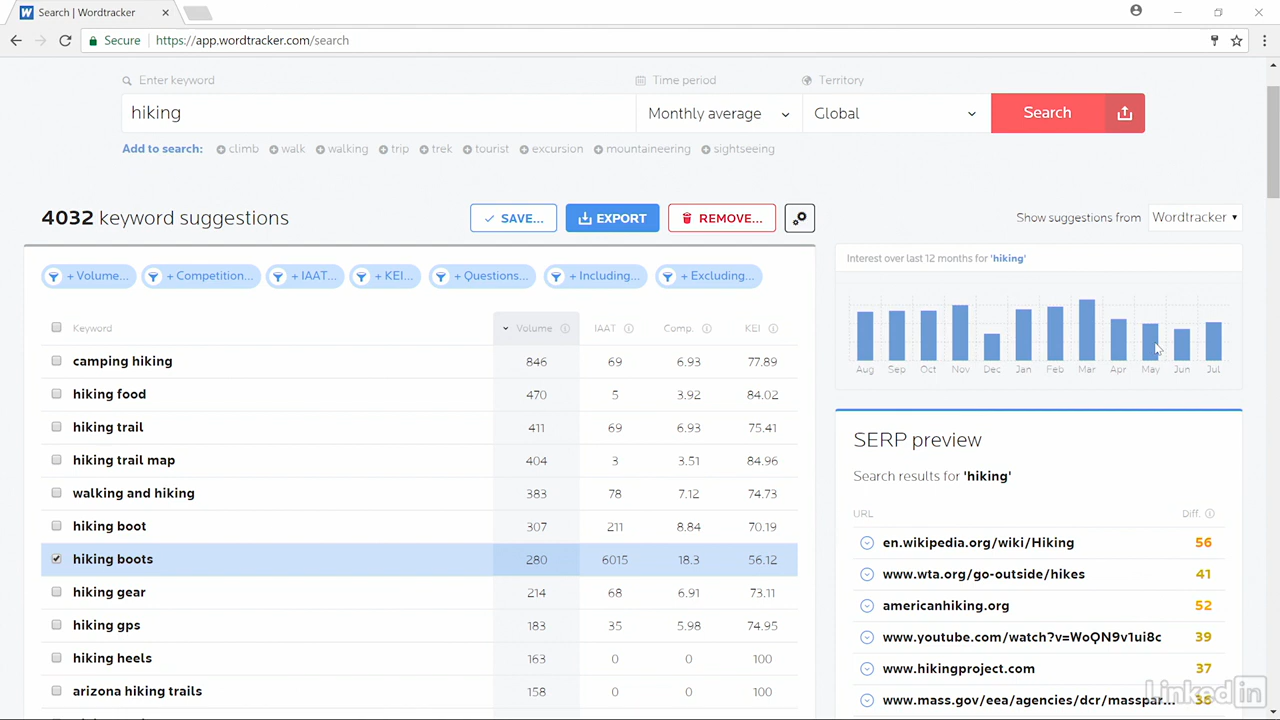 Search | Wordtracker
Secure https://app.wordtracker.com/search
Enter keyword Time period Territory
hiking Monthly average Global Search
Add to search: climb walk walking trip trek tourist excursion mountaineering sightseeing
4032 keyword suggestions SAVE... EXPORT REMOVE... Show suggestions from Wordtracker
+ Volume... + Competition... + IAAT... + KEI... + Questions... + Including... + Excluding...
Keyword Volume IAAT Comp. KEI
camping hiking 846 69 6.93 77.89
hiking food 470 5 3.92 84.02
hiking trail 411 69 6.93 75.41
hiking trail map 404 3 3.51 84.96
walking and hiking 383 78 7.12 74.73
hiking boot 307 211 8.84 70.19
hiking boots 280 6015 18.3 56.12
hiking gear 214 68 6.91 73.11
hiking gps 183 35 5.98 74.95
hiking heels 163 0 0 100
arizona hiking trails 158 0 0 100
Interest over last 12 months for 'hiking'
Aug Sep Oct Nov Dec Jan Feb Mar Apr May Jun Jul
SERP preview
Search results for 'hiking'
URL Diff.
en.wikipedia.org/wiki/Hiking 56
www.wta.org/go-outside/hikes 41
americanhiking.org 52
www.youtube.com/watch?v=WoQN9v1ui8c 39
www.hikingproject.com 37
www.mass.gov/eea/agencies/dcr/masspar...
LinkedIn